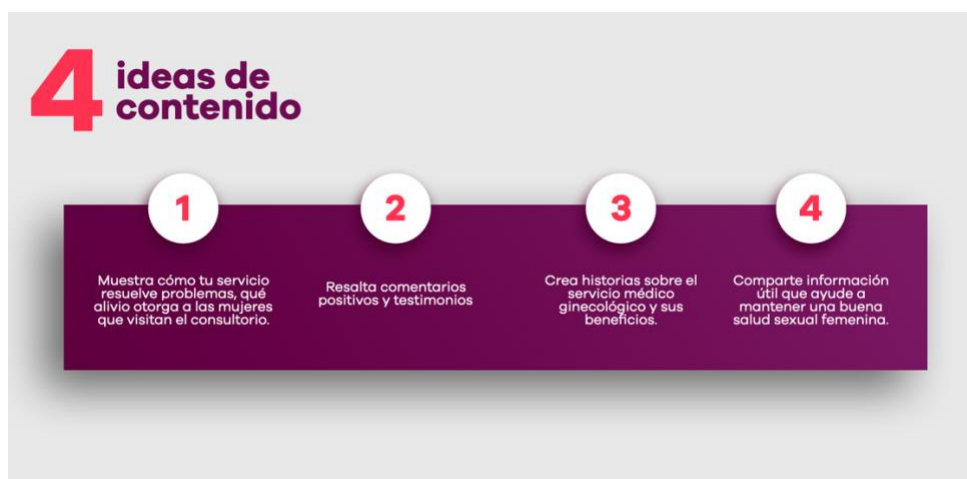 4
ideas de
contenido
1
Muestra cómo tu servicio
resuelve problemas, qué
alivio otorga a las mujeres
que visitan el consultorio.
2
Resalta comentarios
positivos y testimonios
3
Crea historias sobre el
servicio médico
ginecológico y sus
beneficios.
4
Comparte información
útil que ayude a
mantener una buena
salud sexual femenina.